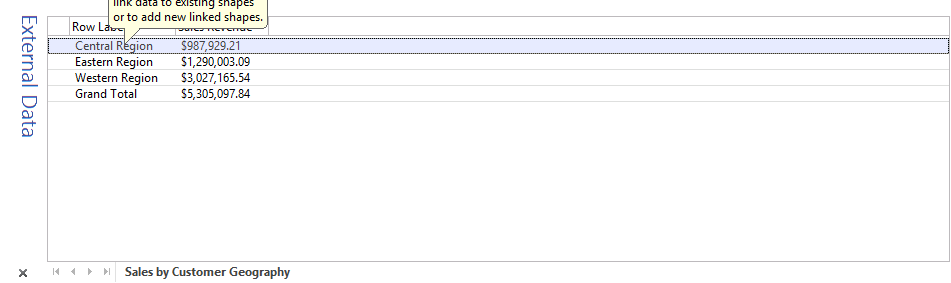 link data to existing shapes
or to add new linked shapes.
External Data
Row Sales Revenue
Central Region $987,929.21
Eastern Region $1,290,003.09
Western Region $3,027,165.54
Grand Total $5,305,097.84
Sales by Customer Geography